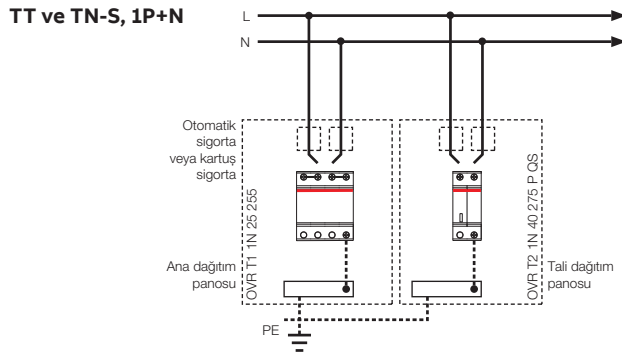 TT ve TN-S, 1P+N
L
N
Otomatik
sigorta
veya kartuş
sigorta
OVR T1 1N 25 255
OVR T2 1N 40 275 P QS
Ana dağıtım
panosu
Tali dağıtım
panosu
PE